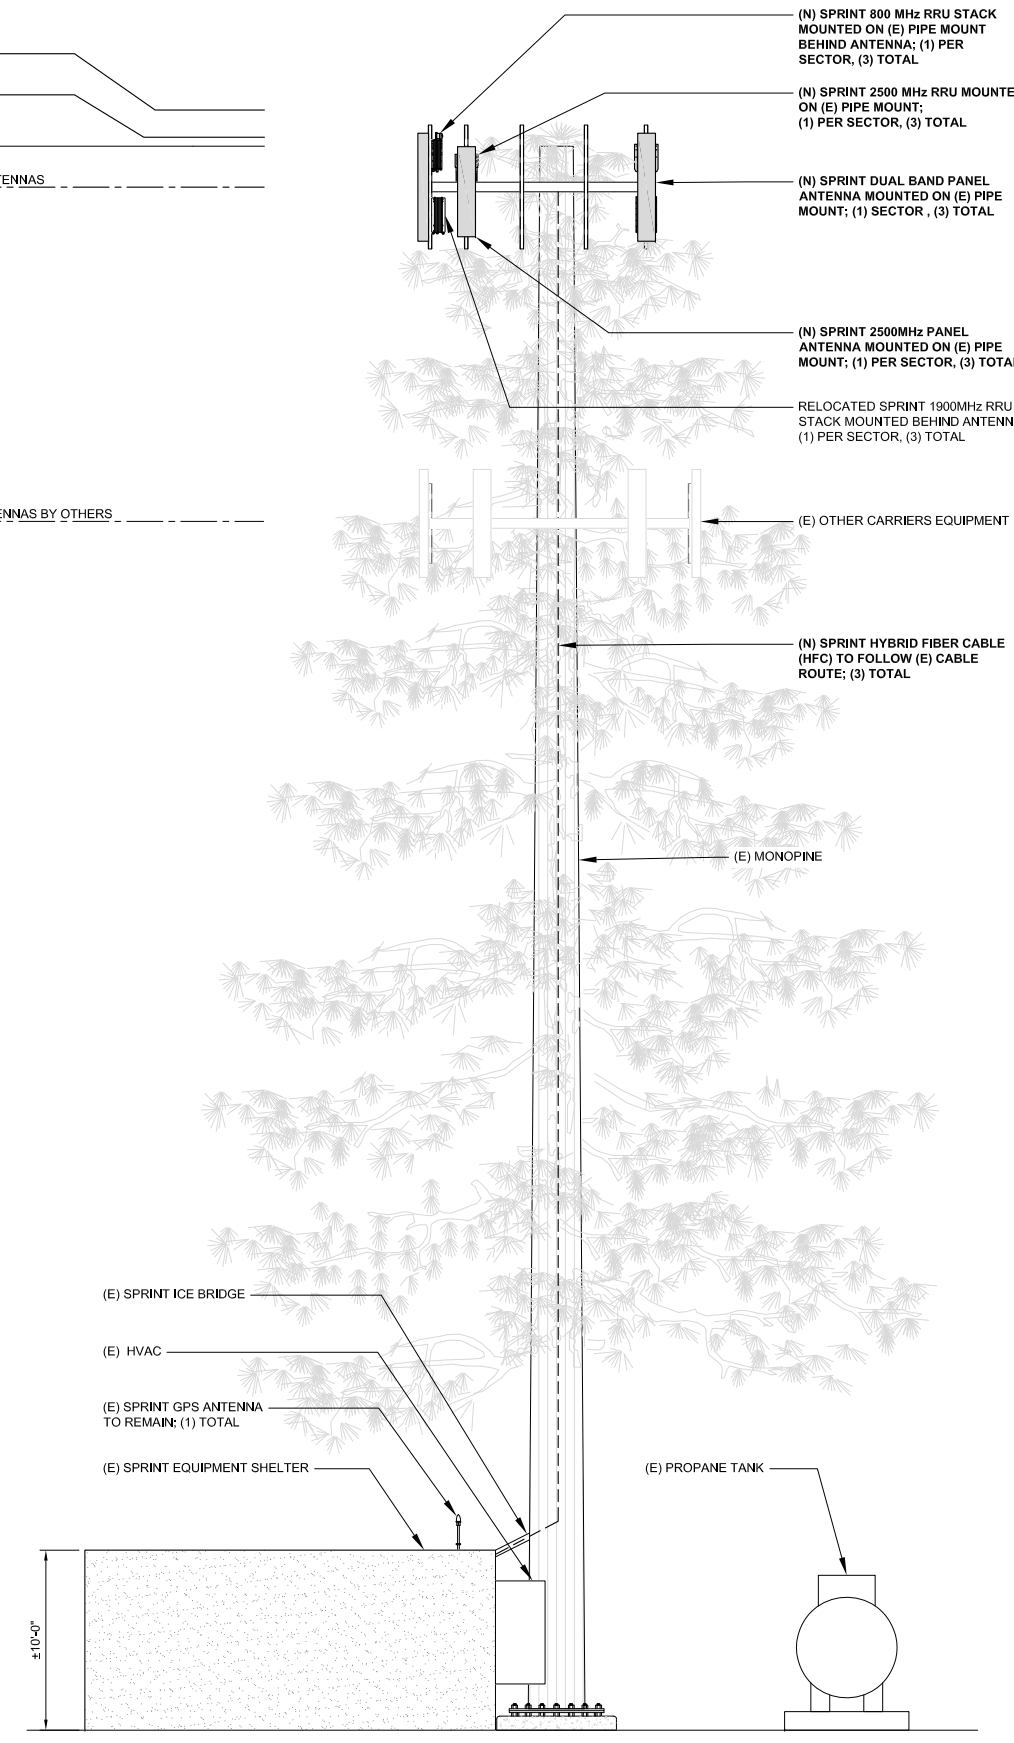 (N) SPRINT 800 MHz RRU STACK
MOUNTED ON (E) PIPE MOUNT
BEHIND ANTENNA; (1) PER
SECTOR, (3) TOTAL
(N) SPRINT 2500 MHz RRU MOUNTE
ON (E) PIPE MOUNT;
(1) PER SECTOR, (3) TOTAL
TENNAS
(N) SPRINT DUAL BAND PANEL
ANTENNA MOUNTED ON (E) PIPE
MOUNT; (1) SECTOR , (3) TOTAL
(N) SPRINT 2500MHz PANEL
ANTENNA MOUNTED ON (E) PIPE
MOUNT; (1) PER SECTOR, (3) TOTAL
RELOCATED SPRINT 1900MHz RRU
STACK MOUNTED BEHIND ANTENN
(1) PER SECTOR, (3) TOTAL
ENNAS BY OTHERS
(E) OTHER CARRIERS EQUIPMENT
(N) SPRINT HYBRID FIBER CABLE
(HFC) TO FOLLOW (E) CABLE
ROUTE; (3) TOTAL
(E) MONOPINE
(E) SPRINT ICE BRIDGE
(E) HVAC
(E) SPRINT GPS ANTENNA
TO REMAIN; (1) TOTAL
(E) SPRINT EQUIPMENT SHELTER
(E) PROPANE TANK
±10'-0"